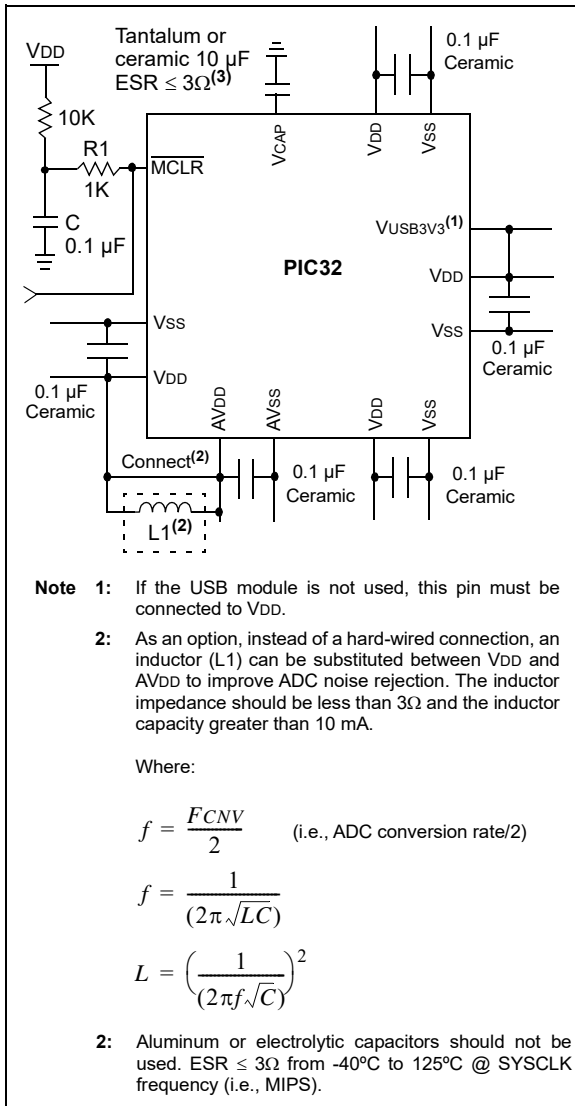 Tantalum or
ceramic 10 µF
ESR ≤ 3Ω(3)
0.1 µF
Ceramic
VDD
10K
R1
1K
C
0.1 µF
MCLR
VCAP
VDD
VSS
VUSB3V3(1)
VDD
VSS
PIC32
0.1 µF
Ceramic
VSS
VDD
0.1 µF
Ceramic
AVDD
AVSS
VDD
VSS
Connect(2)
L1(2)
0.1 µF
Ceramic
0.1 µF
Ceramic
Note 1: If the USB module is not used, this pin must be
connected to VDD.
2: As an option, instead of a hard-wired connection, an
inductor (L1) can be substituted between VDD and
AVDD to improve ADC noise rejection. The inductor
impedance should be less than 3Ω and the inductor
capacity greater than 10 mA.
Where:
f = FCNV / 2 (i.e., ADC conversion rate/2)
f = 1 / (2π√LC)
L = (1 / (2πf√C))²
2: Aluminum or electrolytic capacitors should not be
used. ESR ≤ 3Ω from -40ºC to 125ºC @ SYSCLK
frequency (i.e., MIPS).